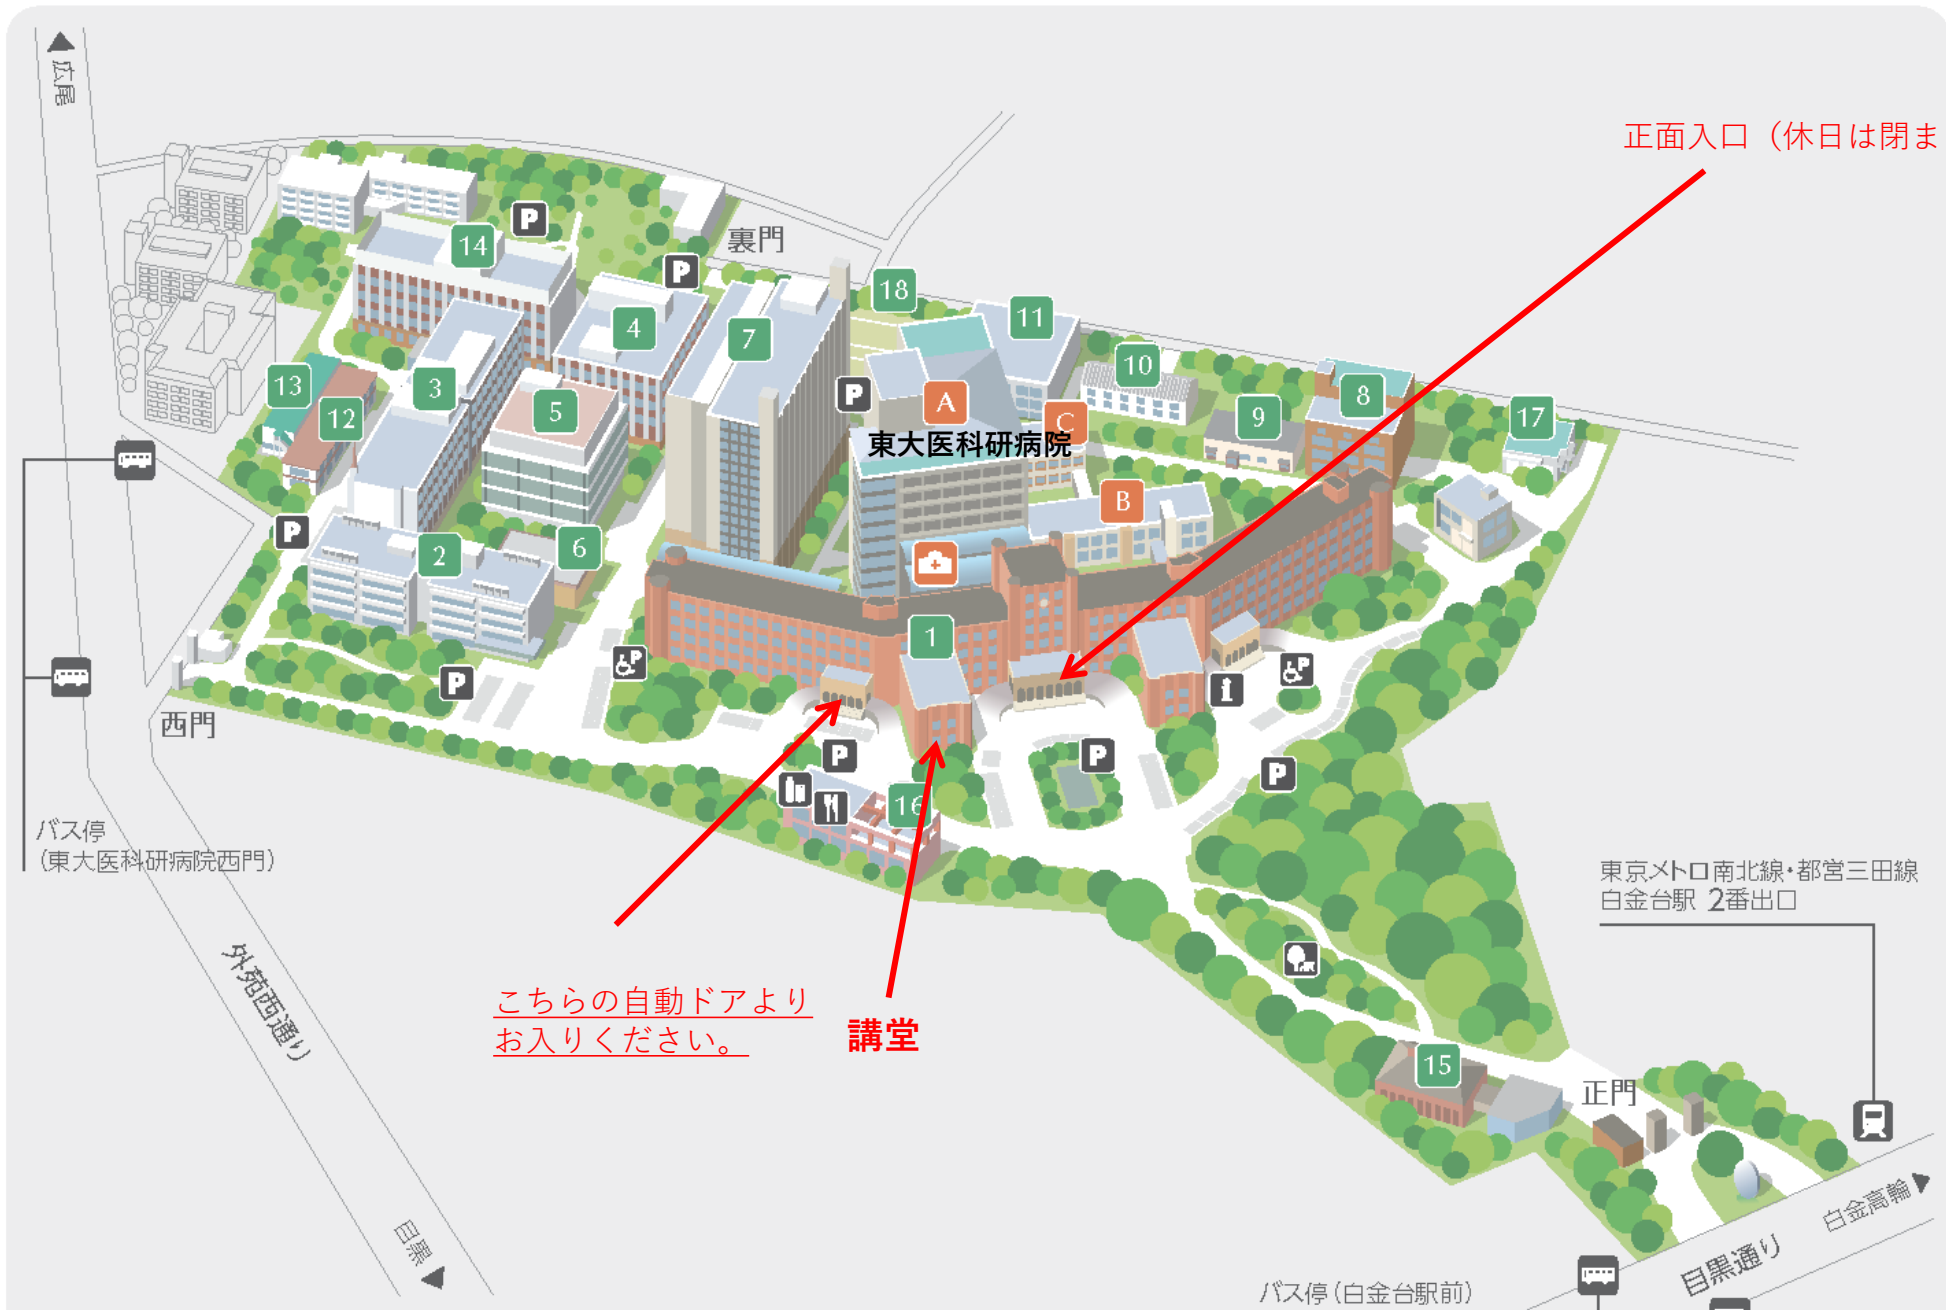 広尾
正面入口（休日は閉ま
裏門
14
P
P
18
4
7
11
13
12
3
5
P
A
C
10
9
8
17
東大医科研病院
B
P
2
6
1
P
P
西門
P
P
P
16
バス停
(東大医科研病院西門)
外苑西通り
目黒
こちらの自動ドアより
お入りください。
講堂
東京メトロ南北線・都営三田線
白金台駅 2番出口
15
正門
白金高輪
目黒通り
バス停(白金台駅前)